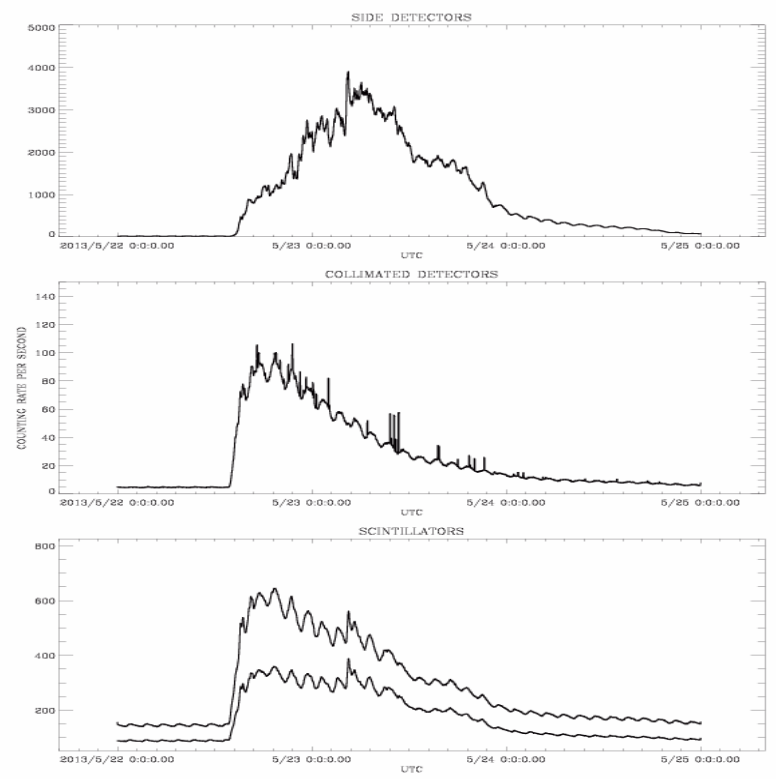 SIDE DETECTORS
5000
4000
3000
2000
1000
0
2013/5/22 0:0:0.00 5/23 0:0:0.00 5/24 0:0:0.00 5/25 0:0:0.00
UTC
COLLIMATED DETECTORS
COUNTING RATE PER SECOND
140
120
100
80
60
40
20
0
2013/5/22 0:0:0.00 5/23 0:0:0.00 5/24 0:0:0.00 5/25 0:0:0.00
UTC
SCINTILLATORS
800
600
400
200
2013/5/22 0:0:0.00 5/23 0:0:0.00 5/24 0:0:0.00 5/25 0:0:0.00
UTC